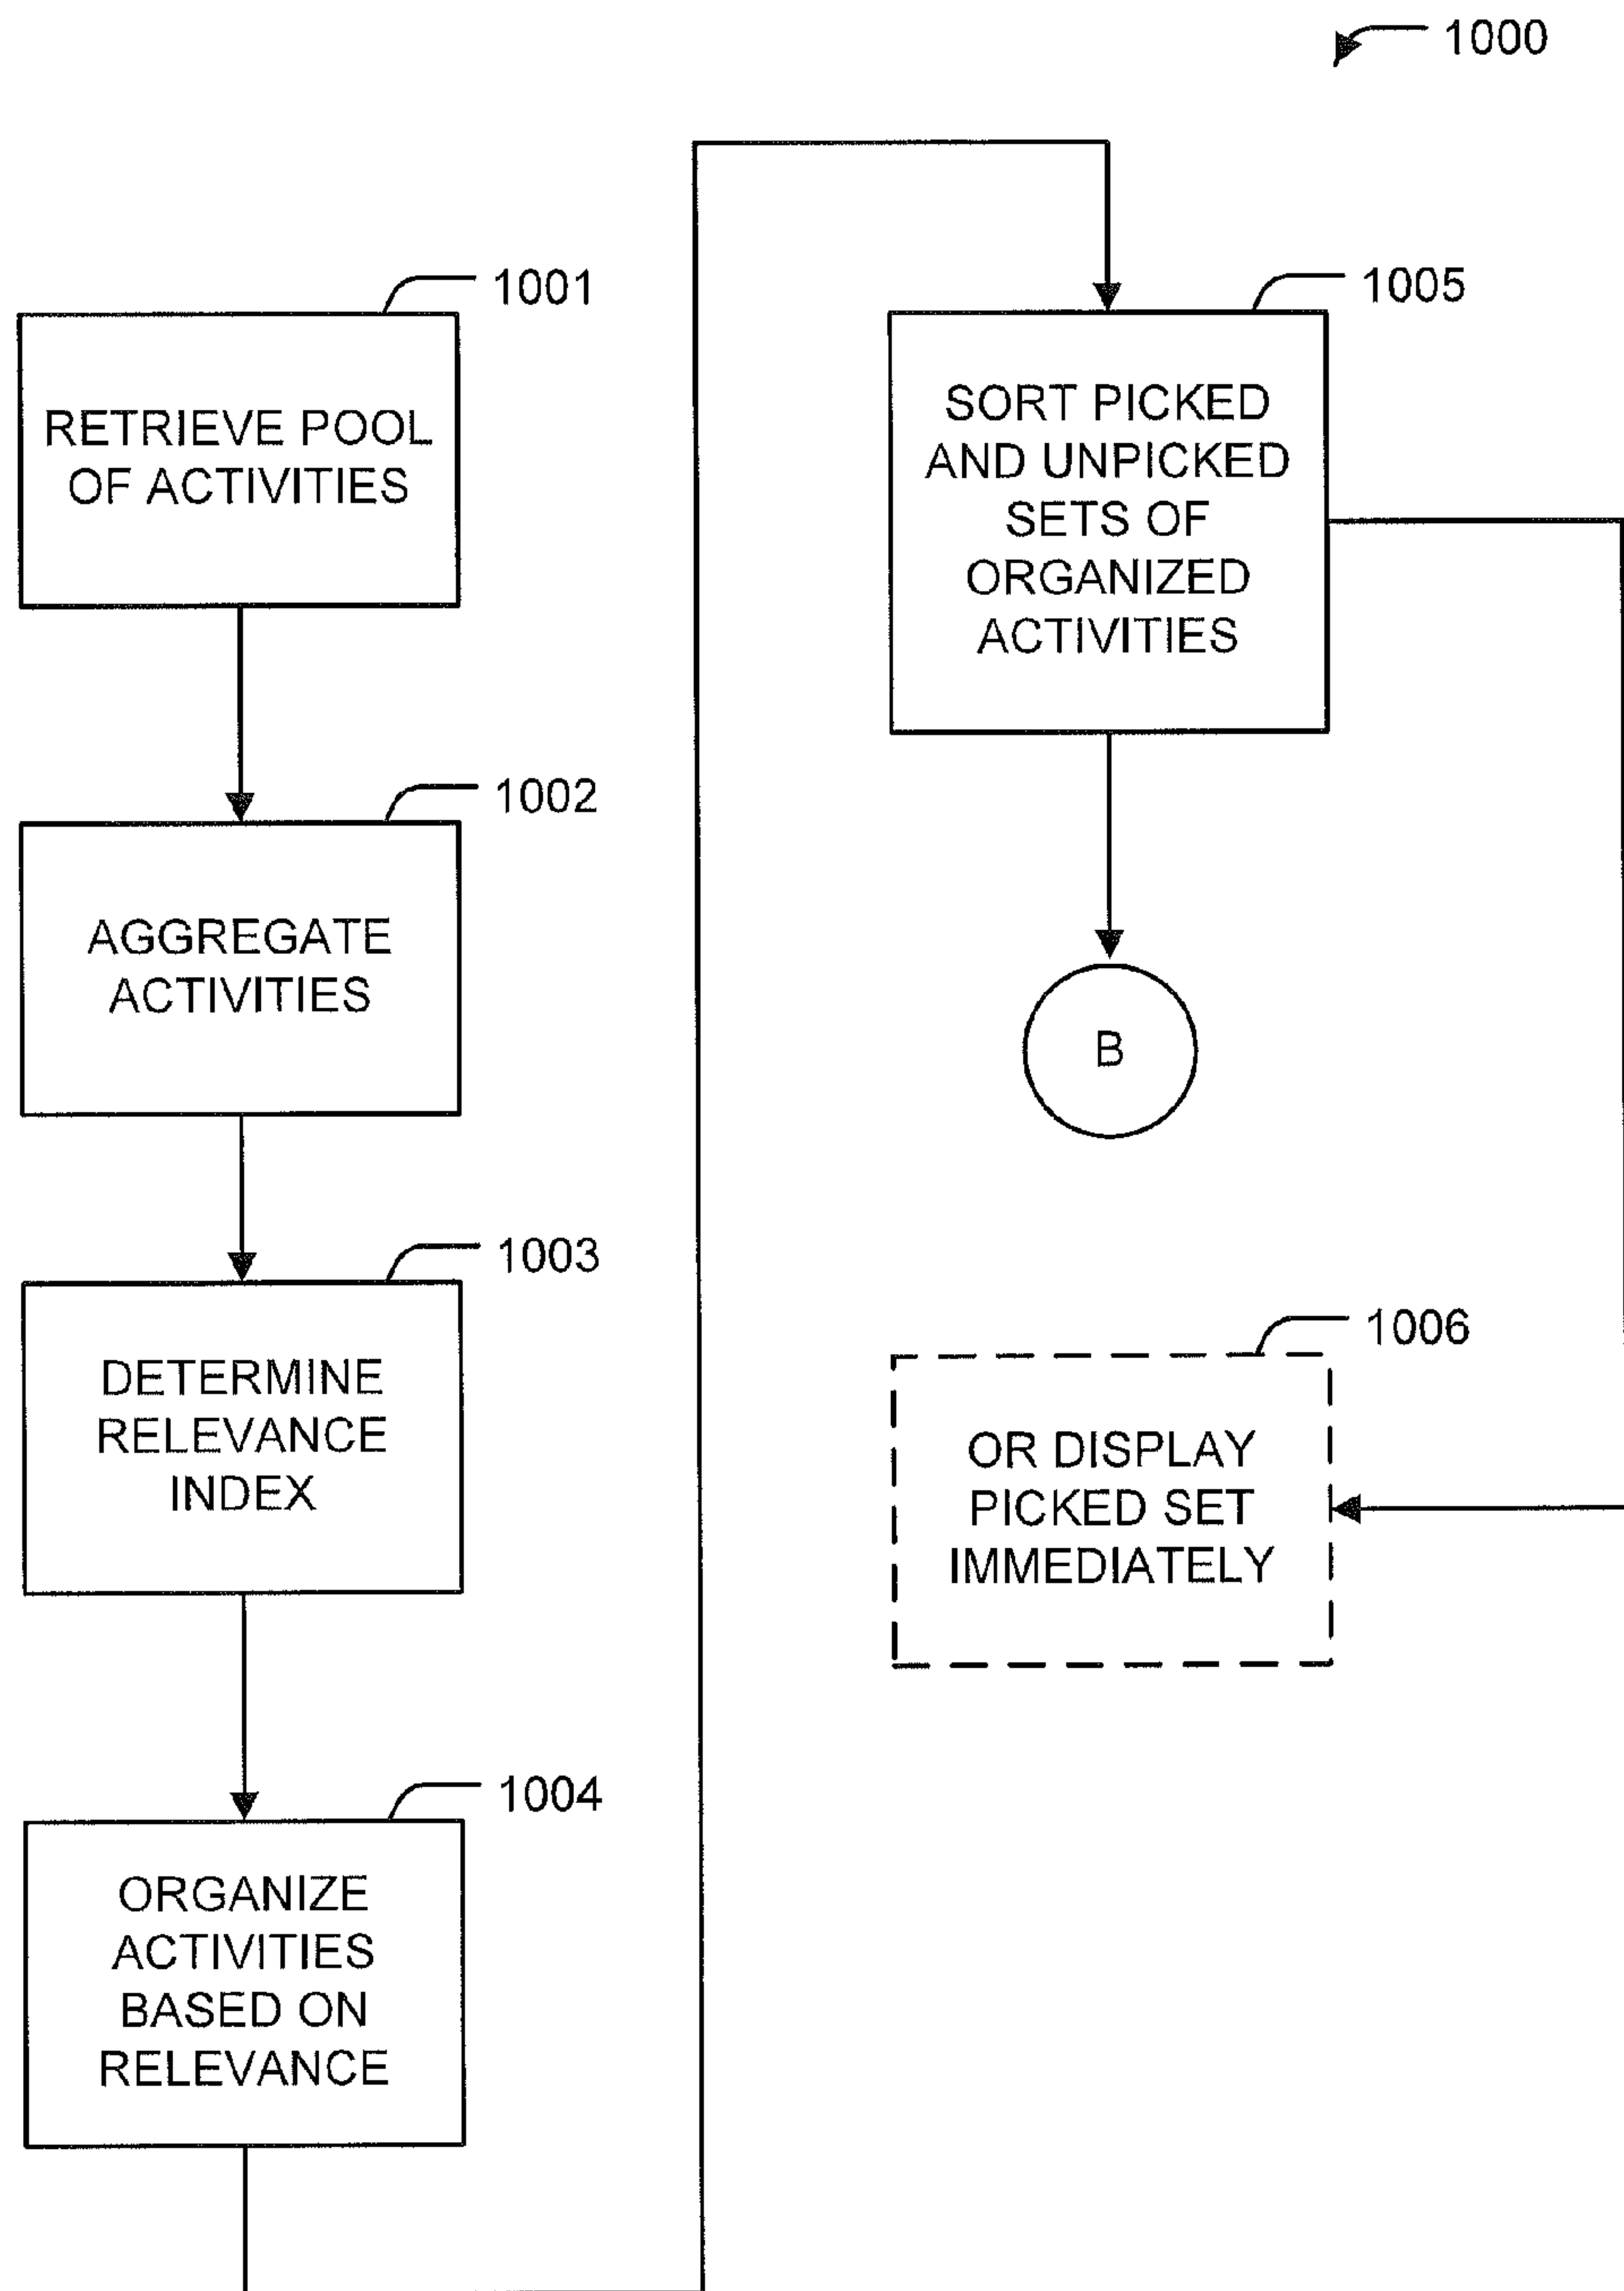 1000
1001
RETRIEVE POOL
OF ACTIVITIES
1002
AGGREGATE
ACTIVITIES
1003
DETERMINE
RELEVANCE
INDEX
1004
ORGANIZE
ACTIVITIES
BASED ON
RELEVANCE
1005
SORT PICKED
AND UNPICKED
SETS OF
ORGANIZED
ACTIVITIES
B
1006
OR DISPLAY
PICKED SET
IMMEDIATELY